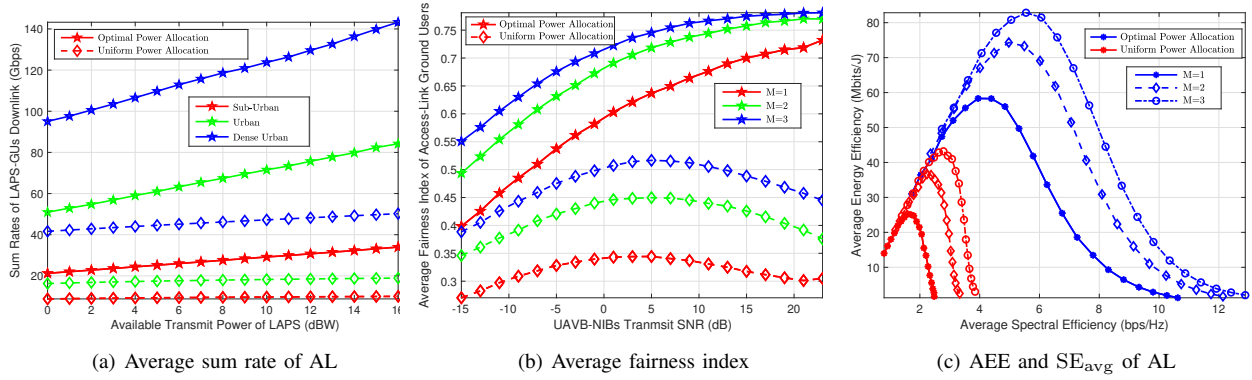 Sum Rates of LAPS-GUs Downlink (Gbps)
140
120
100
80
60
40
20
0 2 4 6 8 10 12 14 16
Available Transmit Power of LAPS (dBW)
Optimal Power Allocation
Uniform Power Allocation
Sub-Urban
Urban
Dense Urban
(a) Average sum rate of AL
Average Fairness Index of Access-Link Ground Users
0.75
0.7
0.65
0.6
0.55
0.5
0.45
0.4
0.35
0.3
-15 -10 -5 0 5 10 15 20
UAVB-NIBs Tranmsit SNR (dB)
Optimal Power Allocation
Uniform Power Allocation
M=1
M=2
M=3
(b) Average fairness index
Average Energy Efficiency (Mbits/J)
80
70
60
50
40
30
20
10
2 4 6 8 10 12
Average Spectral Efficiency (bps/Hz)
Optimal Power Allocation
Uniform Power Allocation
M=1
M=2
M=3
(c) AEE and SEavg of AL